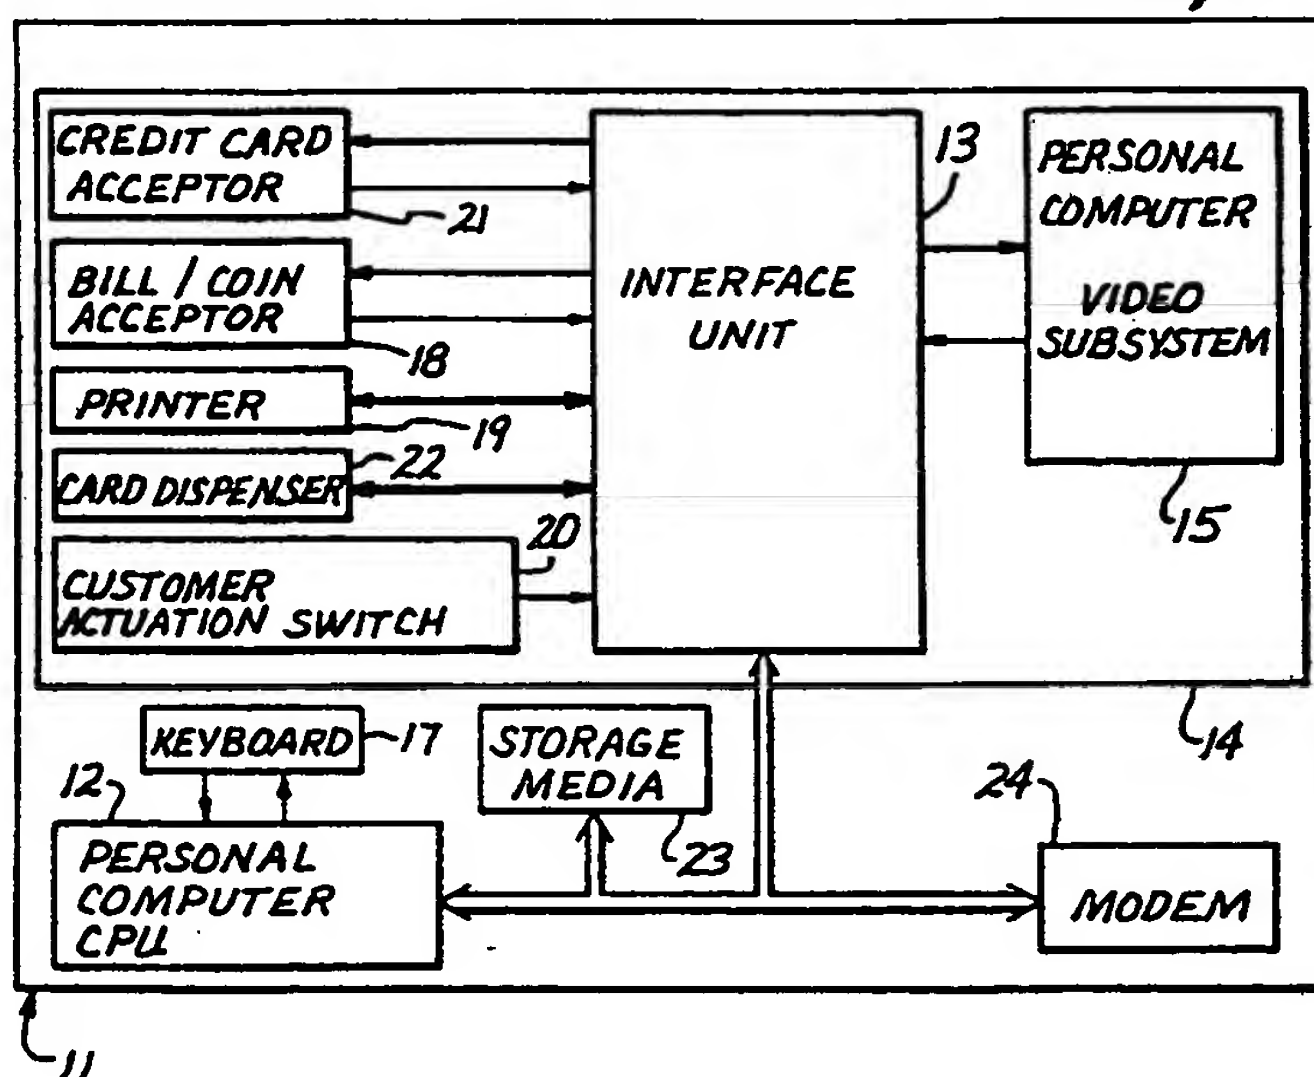 CREDIT CARD
ACCEPTOR
21
BILL / COIN
ACCEPTOR
18
PRINTER
19
22
CARD DISPENSER
20
CUSTOMER
ACTUATION SWITCH
INTERFACE
UNIT
13
PERSONAL
COMPUTER
VIDEO
SUBSYSTEM
15
14
KEYBOARD
17
12
PERSONAL
COMPUTER
CPU
STORAGE
MEDIA
23
24
MODEM
11